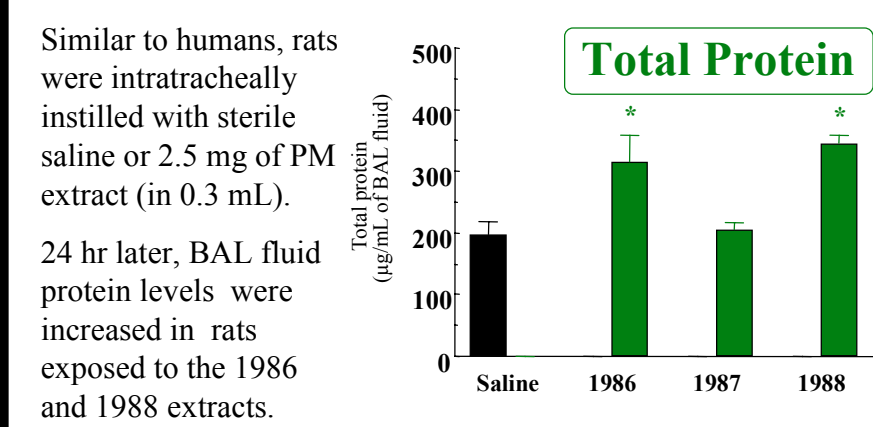 Similar to humans, rats
were intratracheally
instilled with sterile
saline or 2.5 mg of PM
extract (in 0.3 mL).
24 hr later, BAL fluid
protein levels were
increased in rats
exposed to the 1986
and 1988 extracts.
Total Protein
Total protein
(µg/mL of BAL fluid)
500
400
300
200
100
0
* *
Saline 1986 1987 1988